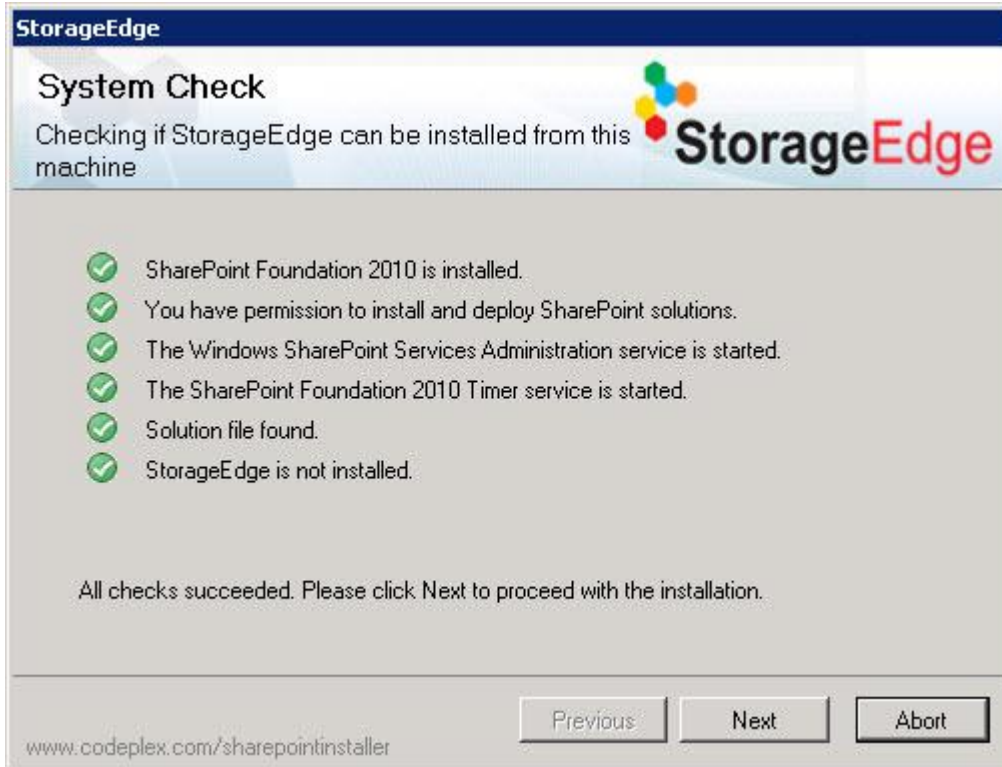 StorageEdge
System Check
Checking if StorageEdge can be installed from this
machine
StorageEdge
SharePoint Foundation 2010 is installed.
You have permission to install and deploy SharePoint solutions.
The Windows SharePoint Services Administration service is started.
The SharePoint Foundation 2010 Timer service is started.
Solution file found.
StorageEdge is not installed.
All checks succeeded. Please click Next to proceed with the installation.
Previous
Next
Abort
www.codeplex.com/sharepointinstaller